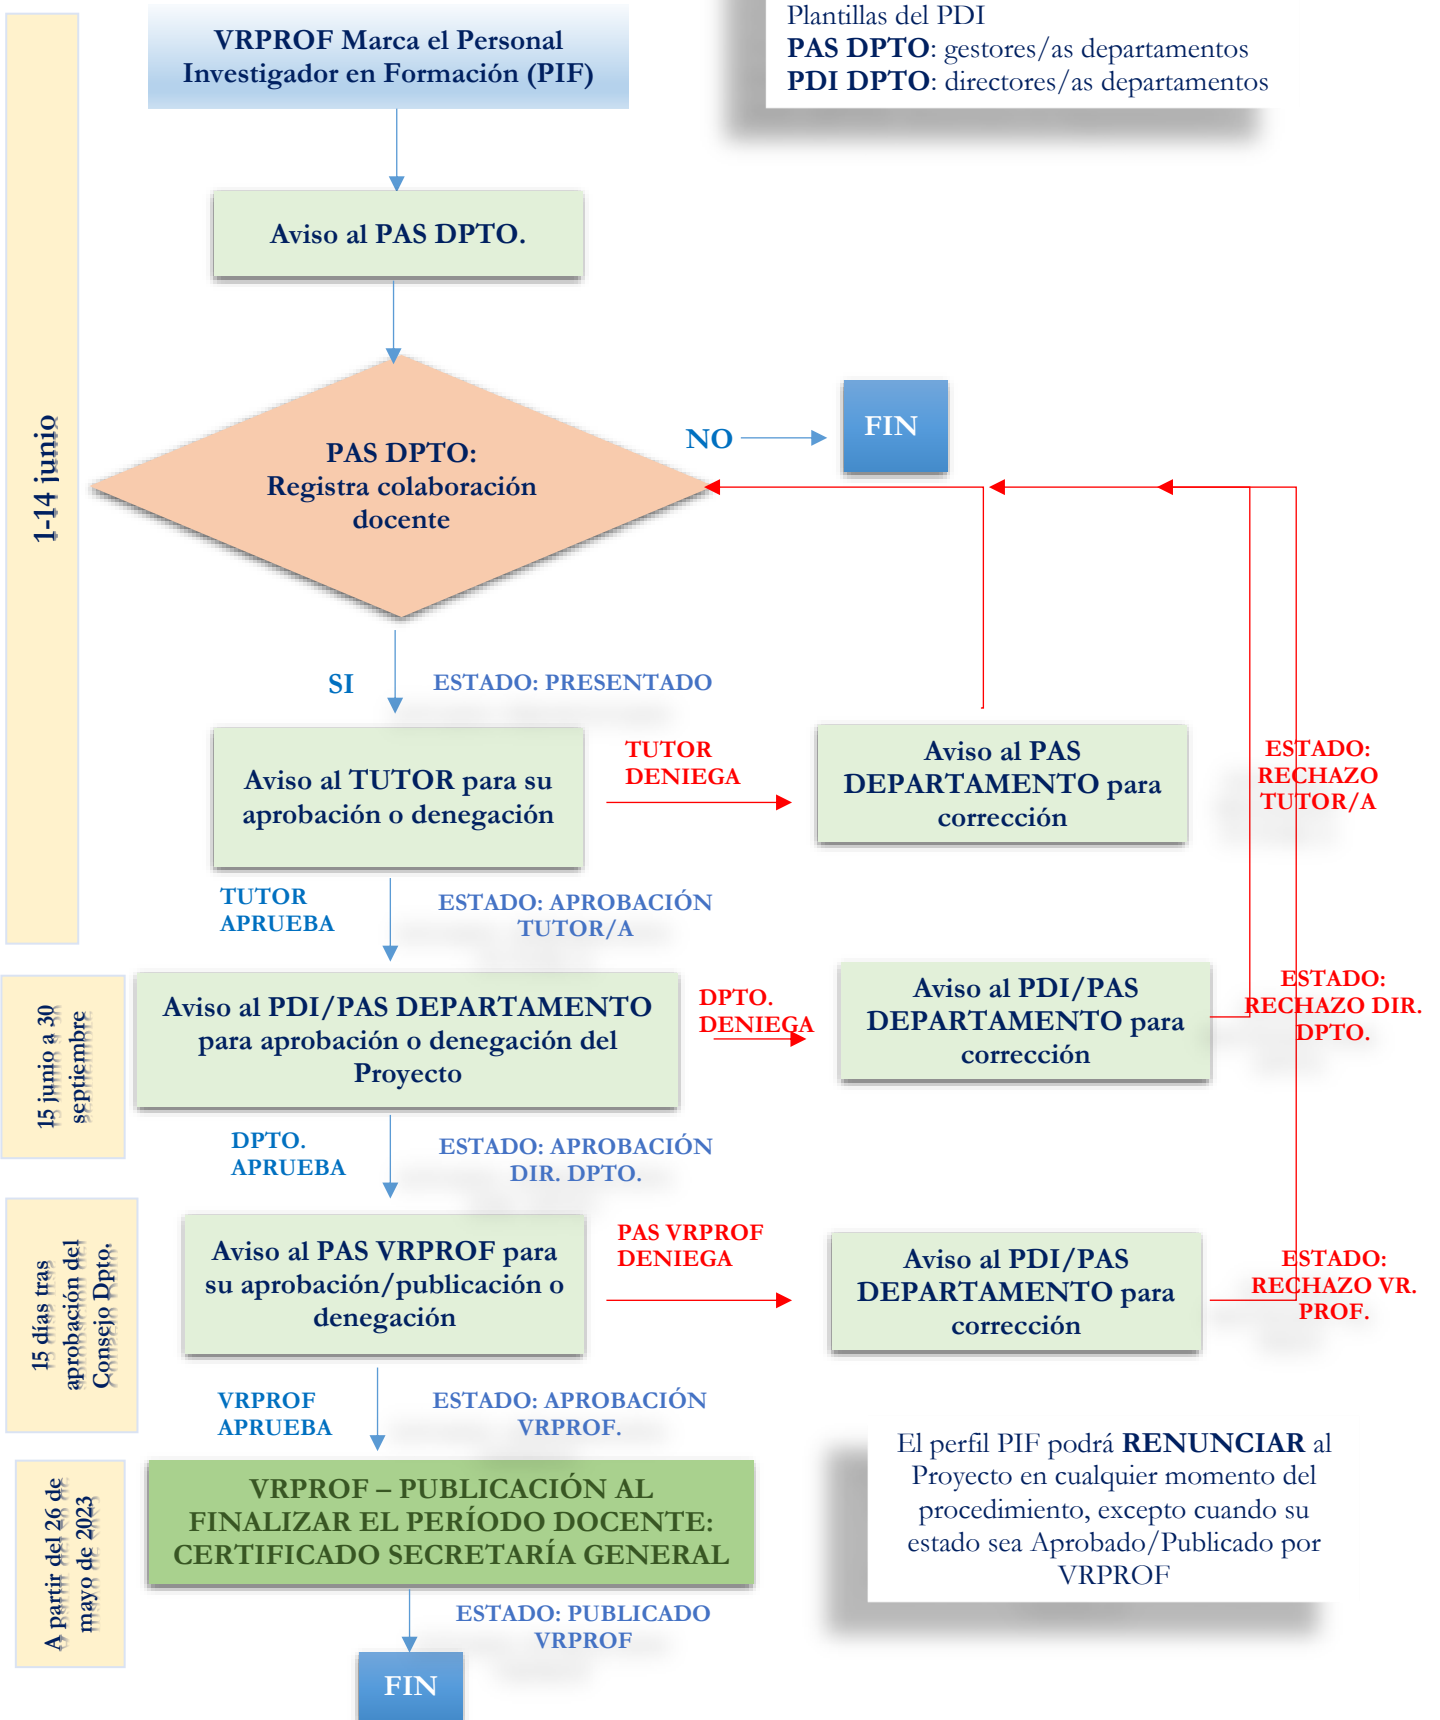 VRPROF Marca el Personal
Investigador en Formación (PIF)
Plantillas del PDI
PAS DPTO: gestores/as departamentos
PDI DPTO: directores/as departamentos
Aviso al PAS DPTO.
1-14 junio
PAS DPTO:
Registra colaboración
docente
NO
FIN
SI
ESTADO: PRESENTADO
Aviso al TUTOR para su
aprobación o denegación
TUTOR
DENIEGA
Aviso al PAS
DEPARTAMENTO para
corrección
ESTADO:
RECHAZO
TUTOR/A
TUTOR
APRUEBA
ESTADO: APROBACIÓN
TUTOR/A
15 junio a 30
septiembre
Aviso al PDI/PAS DEPARTAMENTO
para aprobación o denegación del
Proyecto
DPTO.
DENIEGA
Aviso al PDI/PAS
DEPARTAMENTO para
corrección
ESTADO:
RECHAZO DIR.
DPTO.
DPTO.
APRUEBA
ESTADO: APROBACIÓN
DIR. DPTO.
15 días tras
aprobación del
Consejo Dpto.
Aviso al PAS VRPROF para
su aprobación/publicación o
denegación
PAS VRPROF
DENIEGA
Aviso al PDI/PAS
DEPARTAMENTO para
corrección
ESTADO:
RECHAZO VR.
PROF.
VRPROF
APRUEBA
ESTADO: APROBACIÓN
VRPROF.
A partir del 26 de
mayo de 2023
VRPROF – PUBLICACIÓN AL
FINALIZAR EL PERÍODO DOCENTE:
CERTIFICADO SECRETARÍA GENERAL
El perfil PIF podrá RENUNCIAR al
Proyecto en cualquier momento del
procedimiento, excepto cuando su
estado sea Aprobado/Publicado por
VRPROF
ESTADO: PUBLICADO
VRPROF
FIN